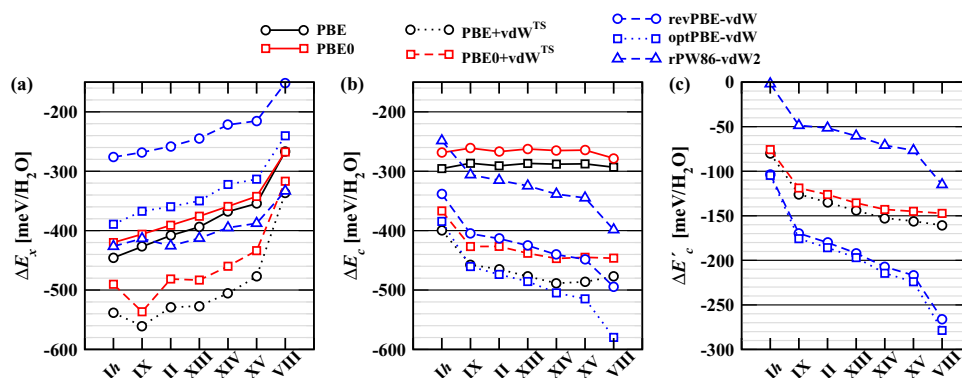 PBE
PBE0
PBE+vdW^TS
PBE0+vdW^TS
revPBE-vdW
optPBE-vdW
rPW86-vdW2
(a)
ΔE_x [meV/H₂O]
-200
-300
-400
-500
-600
Ih
IX
II
XIII
XIV
XV
VIII
(b)
ΔE_c [meV/H₂O]
-200
-300
-400
-500
-600
Ih
IX
II
XIII
XIV
XV
VIII
(c)
ΔE´_c [meV/H₂O]
0
-50
-100
-150
-200
-250
-300
Ih
IX
II
XIII
XIV
XV
VIII